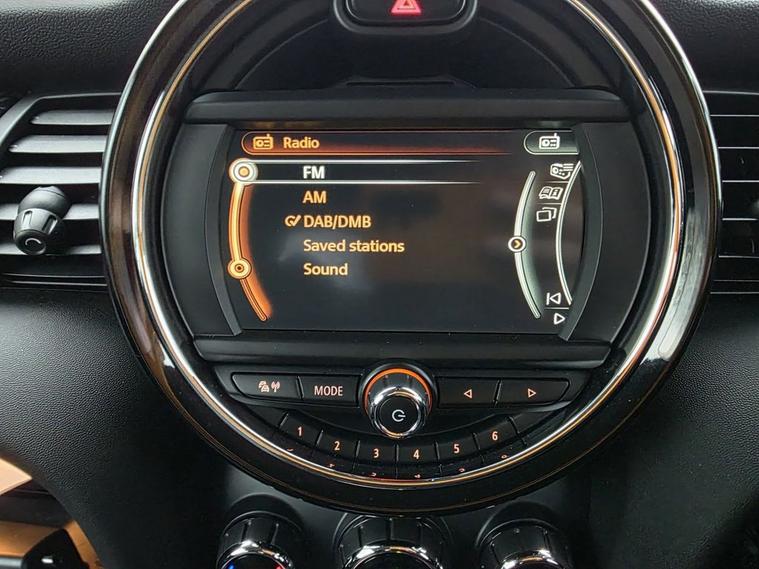 Radio
FM
AM
DAB/DMB
Saved stations
Sound
MODE
1 2 3 4 5 6